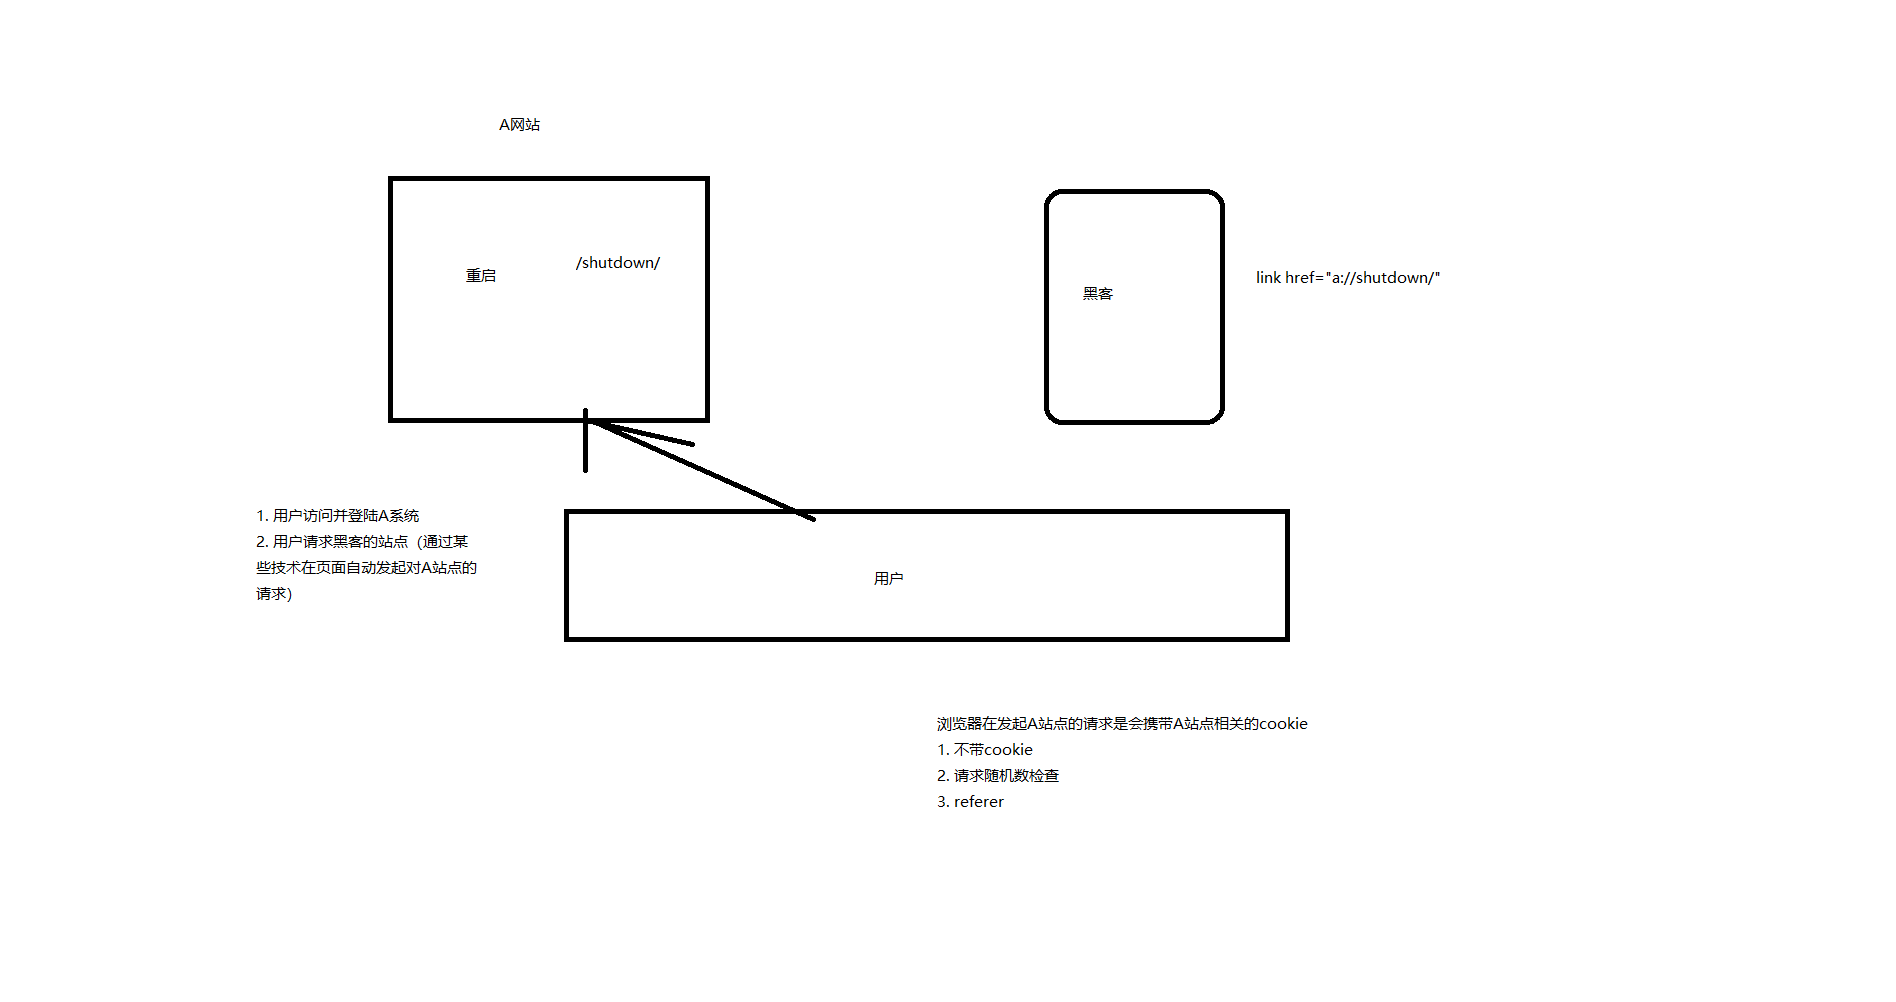 A网站
重启
/shutdown/
黑客
link href="a://shutdown/"
1. 用户访问并登陆A系统
2. 用户请求黑客的站点（通过某
些技术在页面自动发起对A站点的
请求）
用户
浏览器在发起A站点的请求是会携带A站点相关的cookie
1. 不带cookie
2. 请求随机数检查
3. referer